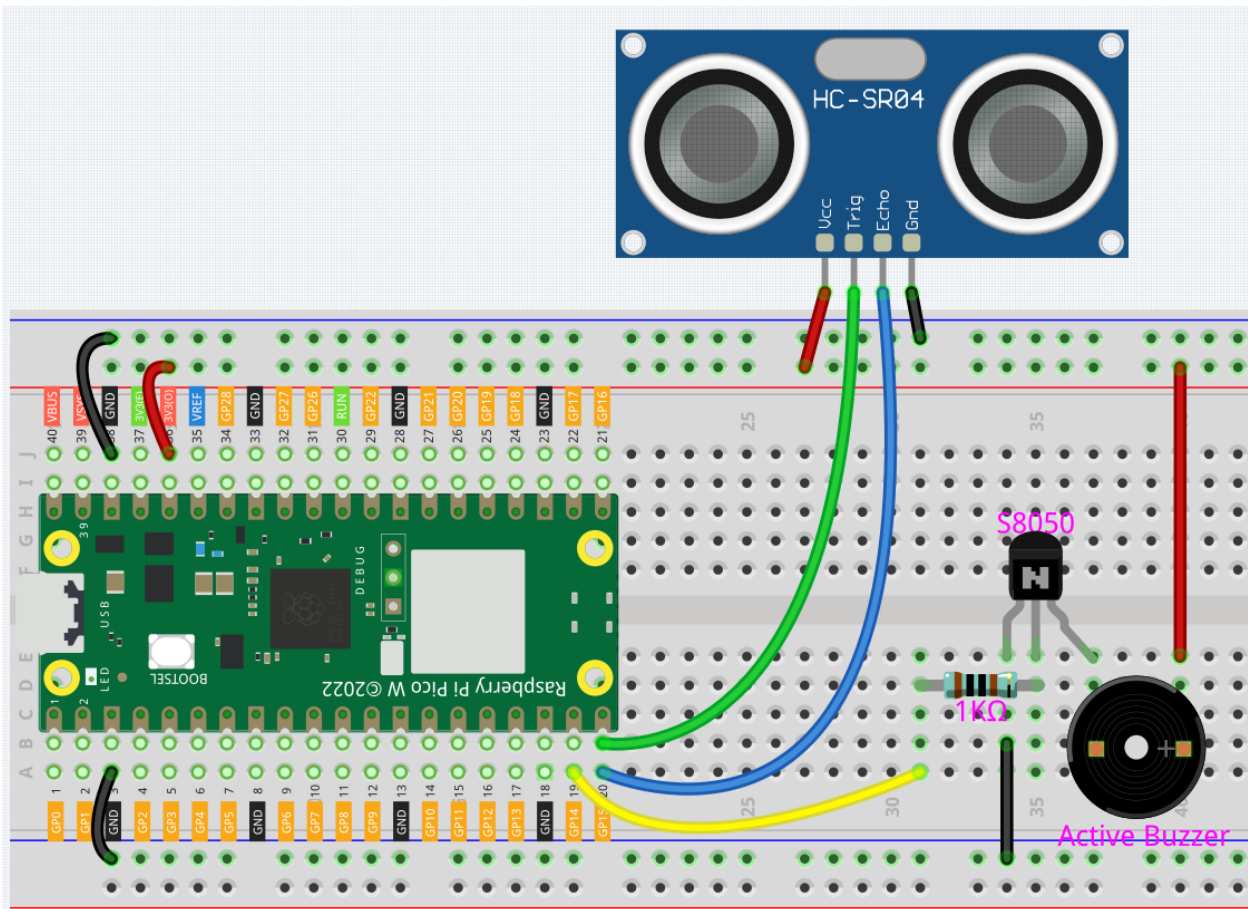 HC-SR04
Vcc
Trig
Echo
Gnd
VBUS
GND
3V3(O)
VREF
GP28
GND
GP27
GP26
RUN
GP22
GND
GP21
GP20
GP19
GP18
GND
GP17
GP16
40
39
38
37
36
35
34
33
32
31
30
29
28
27
26
25
24
23
22
21
25
35
J
I
H
G
F
39
DEBUG
S8050
USB
BOOTSEL
LED
1
2
Raspberry Pi Pico W ©2022
E
D
C
B
A
1KΩ
1
2
3
4
5
6
7
8
9
10
11
12
13
14
15
16
17
18
19
20
25
30
35
GP0
GP1
GND
GP2
GP3
GP4
GP5
GND
GP6
GP7
GP8
GP9
GND
GP10
GP11
GP12
GP13
GND
GP14
GP15
Active Buzzer